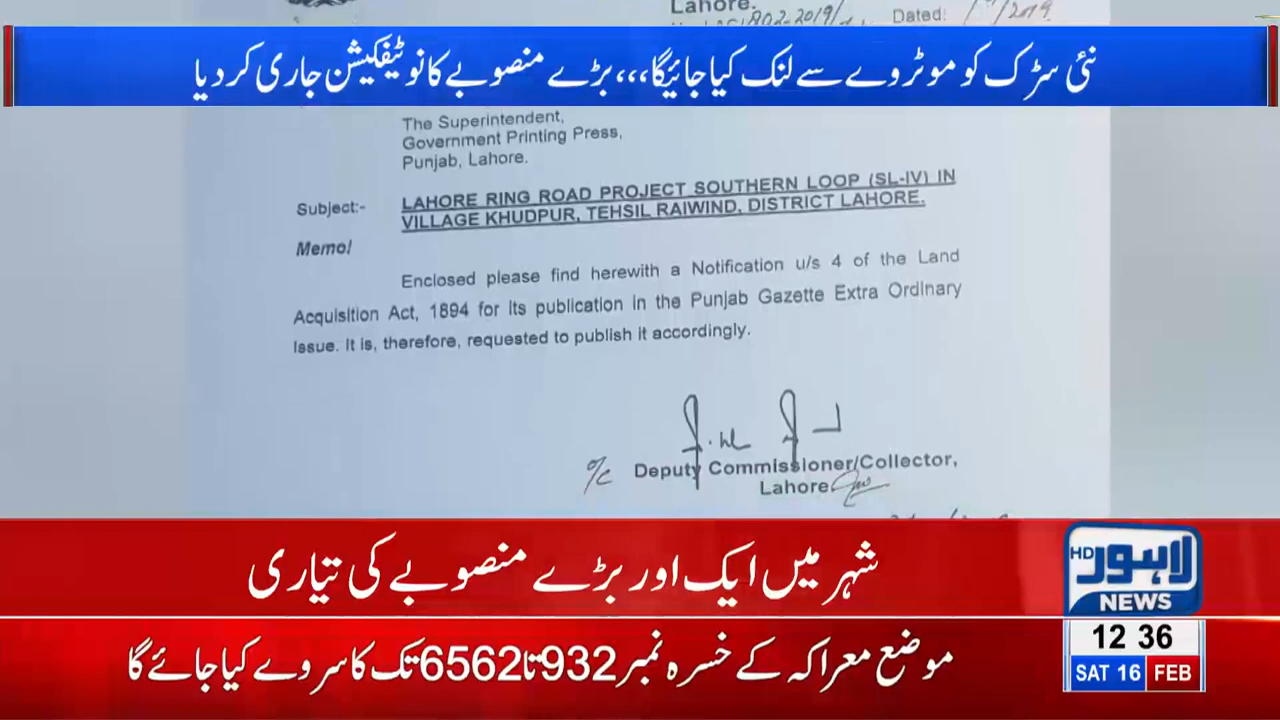 Lahore.
Dated: / /2019
نئی سڑک کو موٹروے سے لنک کیا جائیگا،،،بڑے منصوبے کا نوٹیفکیشن جاری کردیا
The Superintendent,
Government Printing Press,
Punjab, Lahore.
Subject:- LAHORE RING ROAD PROJECT SOUTHERN LOOP (SL-IV) IN
VILLAGE KHUDPUR, TEHSIL RAIWIND, DISTRICT LAHORE.
Memo!
Enclosed please find herewith a Notification u/s 4 of the Land
Acquisition Act, 1894 for its publication in the Punjab Gazette Extra Ordinary
Issue. It is, therefore, requested to publish it accordingly.
Deputy Commissioner/Collector,
Lahore
شہر میں ایک اور بڑے منصوبے کی تیاری
HD لاہور
NEWS
موضع معراکہ کے خسرہ نمبر 932 تا 6562 تک کا سروے کیا جائے گا
12 36
SAT 16 FEB